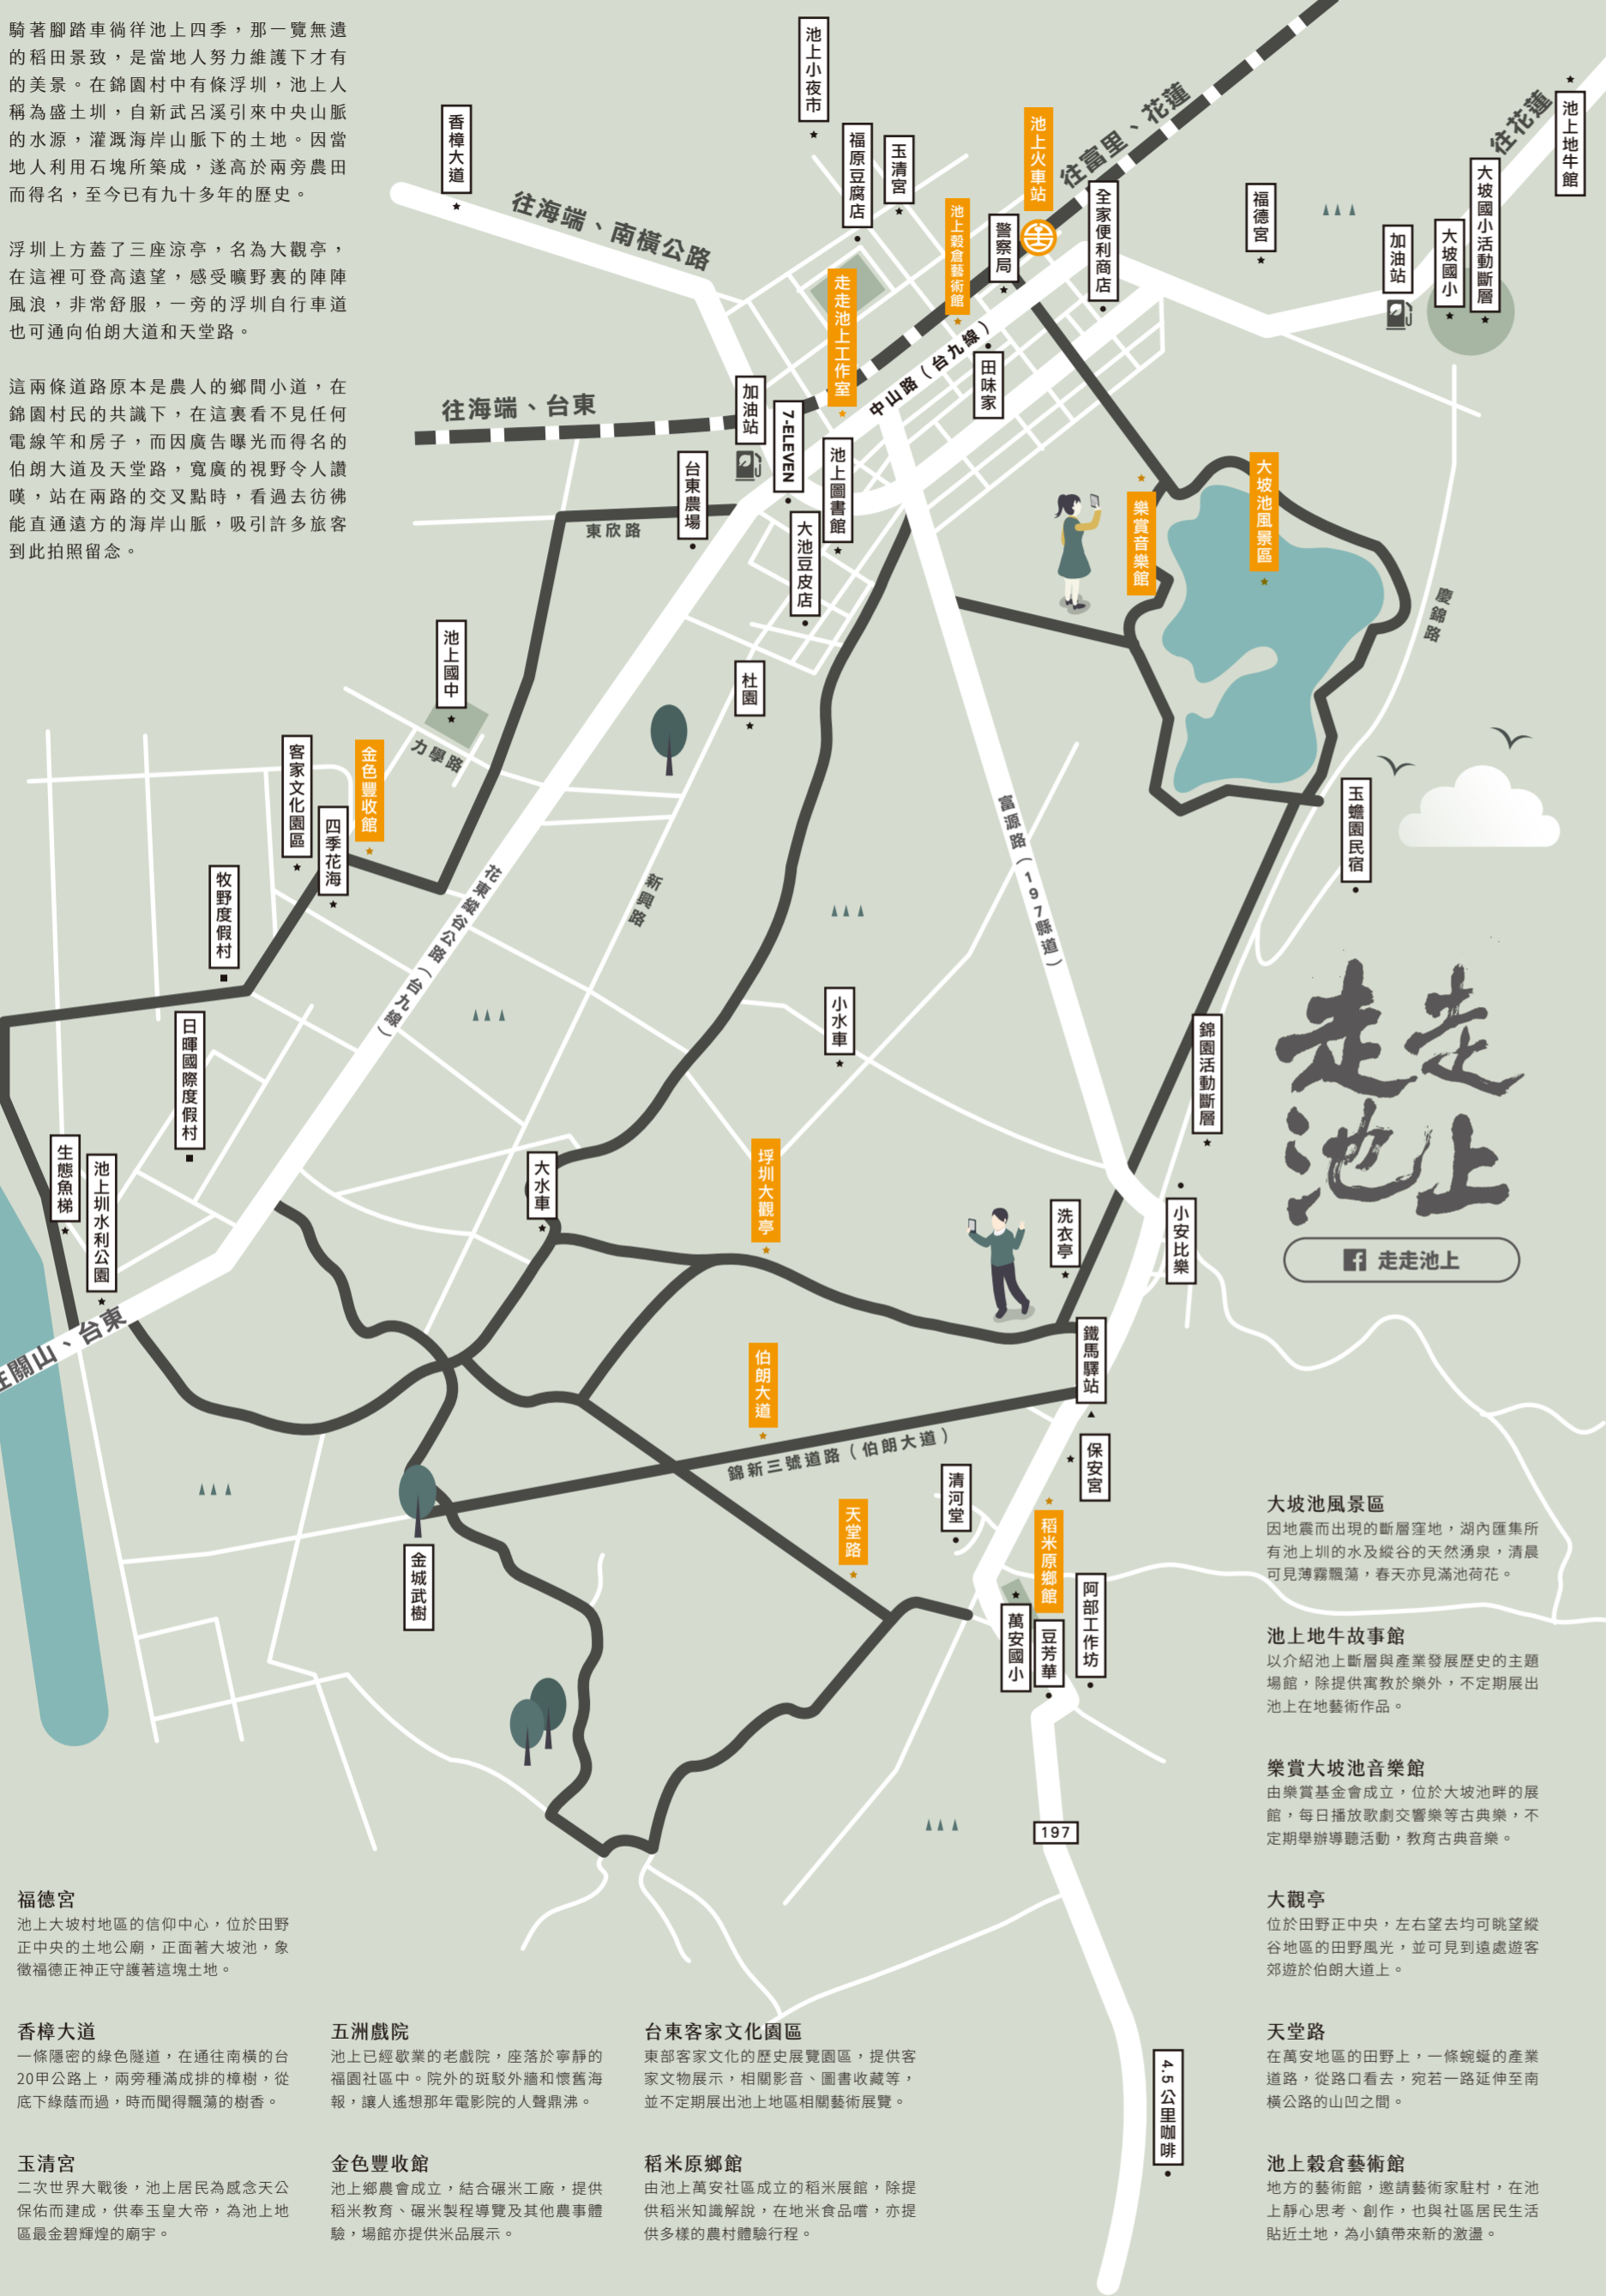 騎著腳踏車徜徉池上四季，那一覽無遺
的稻田景致，是當地人努力維護下才有
的美景。在錦園村中有條浮圳，池上人
稱為盛土圳，自新武呂溪引來中央山脈
的水源，灌溉海岸山脈下的土地。因當
地人利用石塊所築成，遂高於兩旁農田
而得名，至今已有九十多年的歷史。
浮圳上方蓋了三座涼亭，名為大觀亭，
在這裡可登高遠望，感受曠野裏的陣陣
風浪，非常舒服，一旁的浮圳自行車道
也可通向伯朗大道和天堂路。
這兩條道路原本是農人的鄉間小道，在
錦園村民的共識下，在這裏看不見任何
電線竿和房子，而因廣告曝光而得名的
伯朗大道及天堂路，寬廣的視野令人讚
嘆，站在兩路的交叉點時，看過去彷彿
能直通遠方的海岸山脈，吸引許多旅客
到此拍照留念。
池上小夜市
香樟大道
福原豆腐店
玉清宮
池上火車站
往富里、花蓮
往花蓮
池上地牛館
往海端、南橫公路
池上穀倉藝術館
警察局
全家便利商店
福德宮
加油站
大坡國小
大坡國小活動斷層
走走池上工作室
中山路（台九線）
田味家
往海端、台東
加油站
7-ELEVEN
池上圖書館
台東農場
東欣路
大池豆皮店
樂賞音樂館
大坡池風景區
慶錦路
池上國中
力學路
杜園
客家文化園區
金色豐收館
四季花海
牧野度假村
花東縱谷公路（台九線）
新興路
富源路（197縣道）
玉蟾園民宿
小水車
日暉國際度假村
錦園活動斷層
走走
池上
走走池上
生態魚梯
池上圳水利公園
大水車
垺圳大觀亭
洗衣亭
小安比樂
往關山、台東
鐵馬驛站
伯朗大道
錦新三號道路（伯朗大道）
保安宮
清河堂
天堂路
稻米原鄉館
金城武樹
萬安國小
豆芳華
阿部工作坊
197
4.5公里咖啡
大坡池風景區
因地震而出現的斷層窪地，湖內匯集所
有池上圳的水及縱谷的天然湧泉，清晨
可見薄霧飄蕩，春天亦見滿池荷花。
池上地牛故事館
以介紹池上斷層與產業發展歷史的主題
場館，除提供寓教於樂外，不定期展出
池上在地藝術作品。
樂賞大坡池音樂館
由樂賞基金會成立，位於大坡池畔的展
館，每日播放歌劇交響樂等古典樂，不
定期舉辦導聽活動，教育古典音樂。
福德宮
池上大坡村地區的信仰中心，位於田野
正中央的土地公廟，正面著大坡池，象
徵福德正神正守護著這塊土地。
大觀亭
位於田野正中央，左右望去均可眺望縱
谷地區的田野風光，並可見到遠處遊客
郊遊於伯朗大道上。
香樟大道
一條隱密的綠色隧道，在通往南橫的台
20甲公路上，兩旁種滿成排的樟樹，從
底下綠蔭而過，時而聞得飄蕩的樹香。
五洲戲院
池上已經歇業的老戲院，座落於寧靜的
福園社區中。院外的斑駁外牆和懷舊海
報，讓人遙想那年電影院的人聲鼎沸。
台東客家文化園區
東部客家文化的歷史展覽園區，提供客
家文物展示，相關影音、圖書收藏等，
並不定期展出池上地區相關藝術展覽。
天堂路
在萬安地區的田野上，一條蜿蜒的產業
道路，從路口看去，宛若一路延伸至南
橫公路的山凹之間。
玉清宮
二次世界大戰後，池上居民為感念天公
保佑而建成，供奉玉皇大帝，為池上地
區最金碧輝煌的廟宇。
金色豐收館
池上鄉農會成立，結合碾米工廠，提供
稻米教育、碾米製程導覽及其他農事體
驗，場館亦提供米品展示。
稻米原鄉館
由池上萬安社區成立的稻米展館，除提
供稻米知識解說，在地米食品嚐，亦提
供多樣的農村體驗行程。
池上穀倉藝術館
地方的藝術館，邀請藝術家駐村，在池
上靜心思考、創作，也與社區居民生活
貼近土地，為小鎮帶來新的激盪。